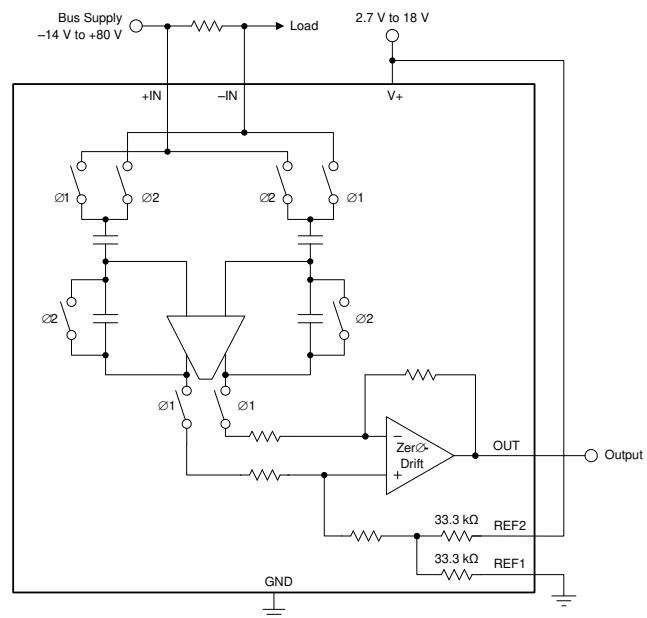 Bus Supply
–14 V to +80 V
Load
2.7 V to 18 V
+IN
–IN
V+
∅1
∅2
∅2
∅1
∅2
∅2
∅1
∅1
Zer∅-
Drift
–
+
OUT
Output
33.3 kΩ
REF2
33.3 kΩ
REF1
GND